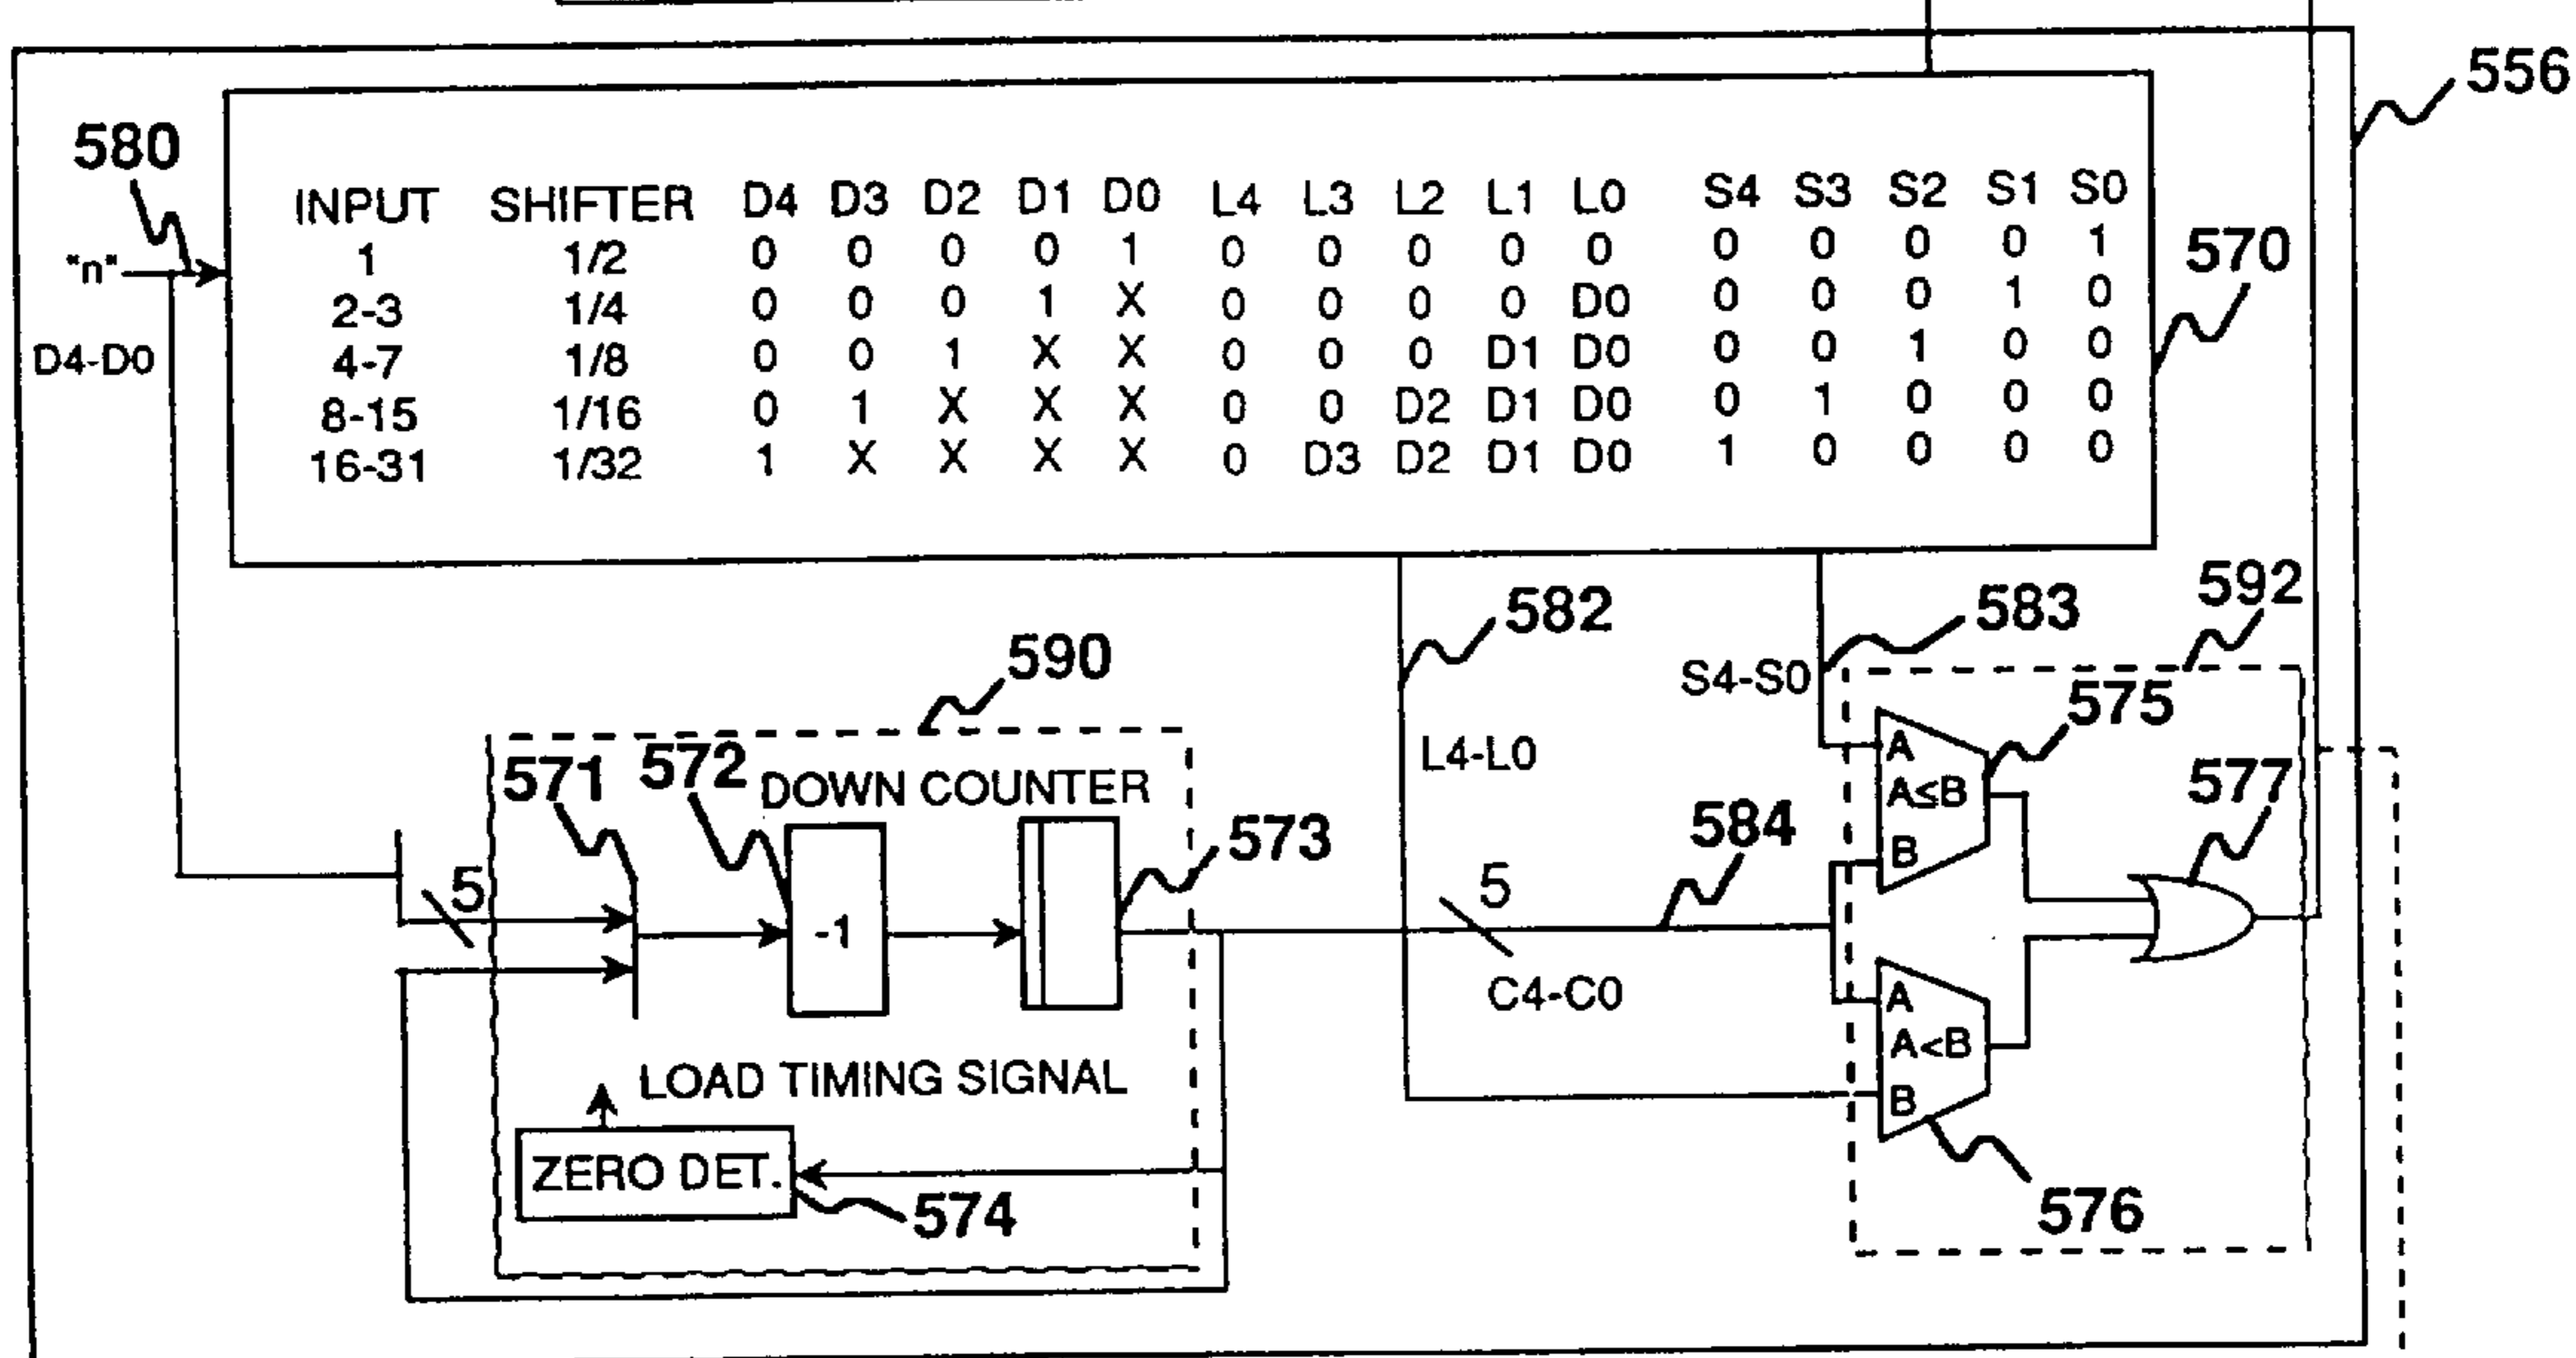 556
580
INPUT SHIFTER D4 D3 D2 D1 D0 L4 L3 L2 L1 L0 S4 S3 S2 S1 S0
1 1/2 0 0 0 0 1 0 0 0 0 0 0 0 0 0 1
2-3 1/4 0 0 0 1 X 0 0 0 0 D0 0 0 0 1 0
4-7 1/8 0 0 1 X X 0 0 0 D1 D0 0 0 1 0 0
8-15 1/16 0 1 X X X 0 0 D2 D1 D0 0 1 0 0 0
16-31 1/32 1 X X X X 0 D3 D2 D1 D0 1 0 0 0 0
"n"
D4-D0
570
582
583
592
590
S4-S0
575
571
572
DOWN COUNTER
L4-L0
A
A≤B
B
577
573
584
5
-1
5
C4-C0
A
A<B
B
LOAD TIMING SIGNAL
ZERO DET.
574
576